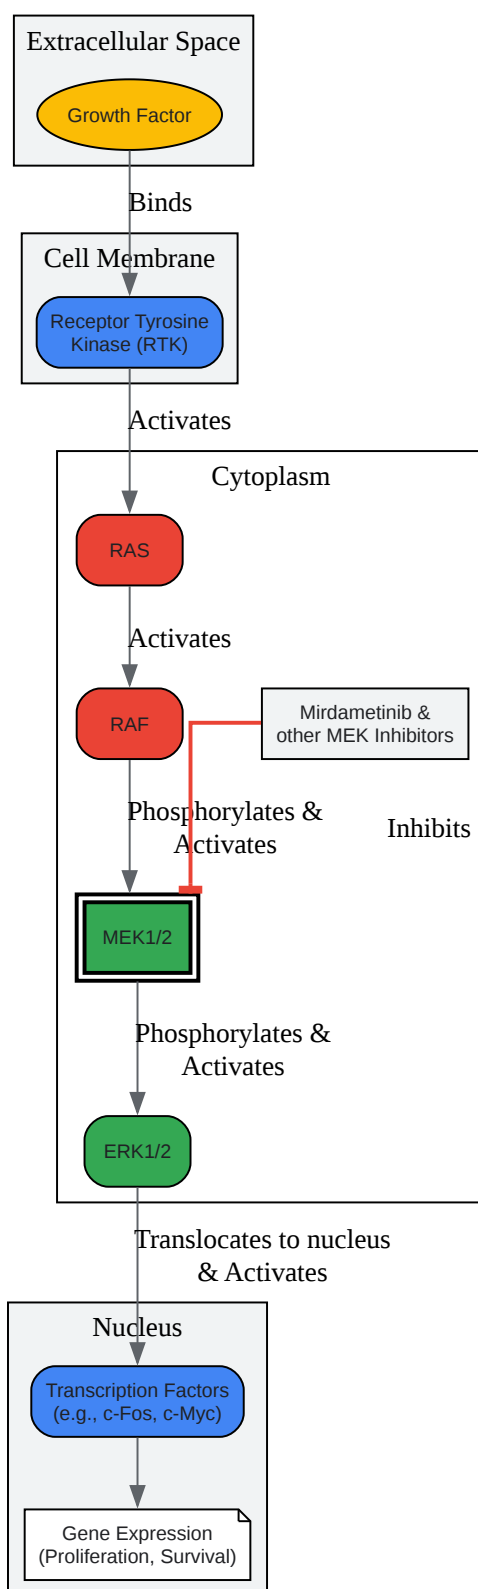 Extracellular Space
Growth Factor
Binds
Cell Membrane
Receptor Tyrosine
Kinase (RTK)
Activates
Cytoplasm
RAS
Activates
RAF
Mirdametinib &
other MEK Inhibitors
Phosphorylates &
Activates
Inhibits
MEK1/2
Phosphorylates &
Activates
ERK1/2
Translocates to nucleus
& Activates
Nucleus
Transcription Factors
(e.g., c-Fos, c-Myc)
Gene Expression
(Proliferation, Survival)